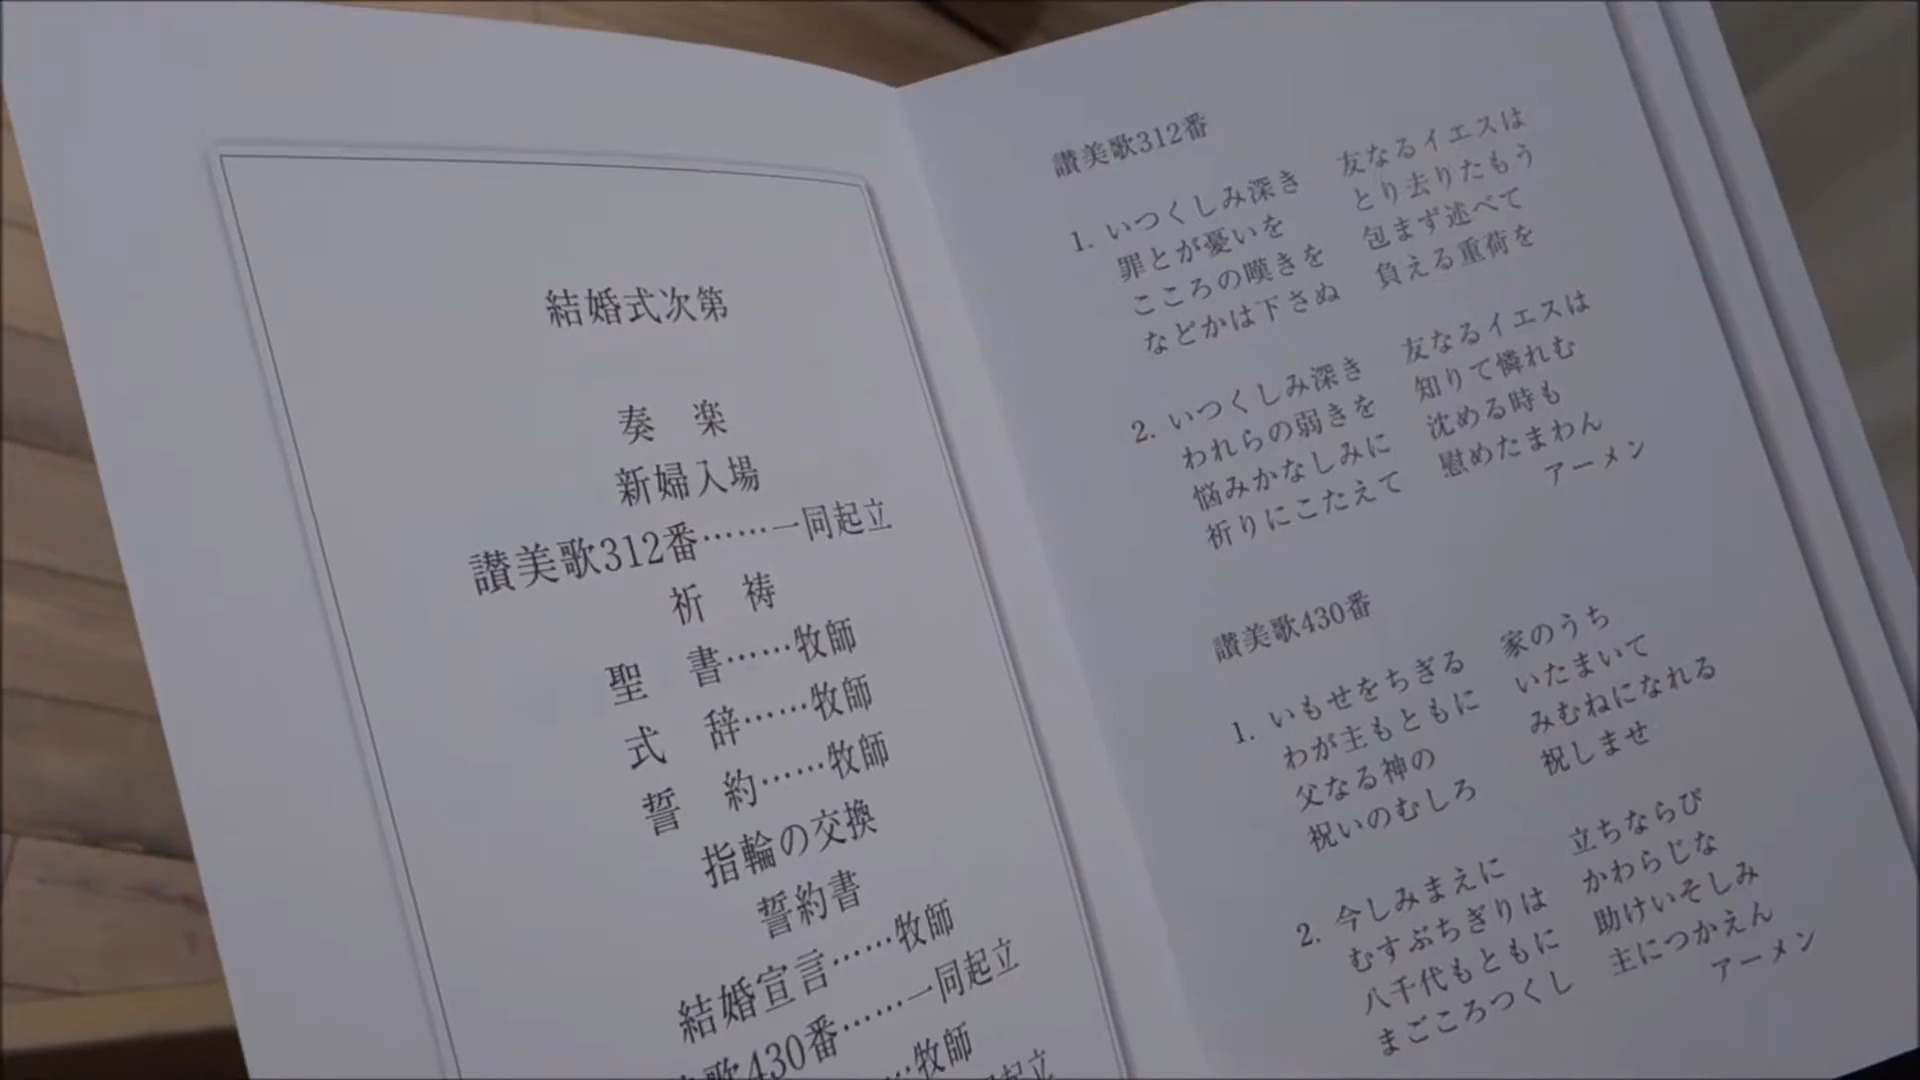 結婚式次第
奏 楽
新婦入場
讃美歌312番……一同起立
祈 祷
聖 書……牧師
式 辞……牧師
誓 約……牧師
指輪の交換
誓約書
結婚宣言……牧師
歌430番……一同起立
…牧師
起立
讃美歌312番
1. いつくしみ深き 友なるイエスは
罪とが憂いを とり去りたもう
こころの嘆きを 包まず述べて
などかは下さぬ 負える重荷を
2. いつくしみ深き 友なるイエスは
われらの弱きを 知りて憐れむ
悩みかなしみに 沈める時も
祈りにこたえて 慰めたまわん
アーメン
讃美歌430番
1. いもせをちぎる 家のうち
わが主もともに いたまいて
父なる神の みむねになれる
祝いのむしろ 祝しませ
2. 今しみまえに 立ちならび
むすぶちぎりは かわらじな
八千代もともに 助けいそしみ
まごころつくし 主につかえん
アーメン